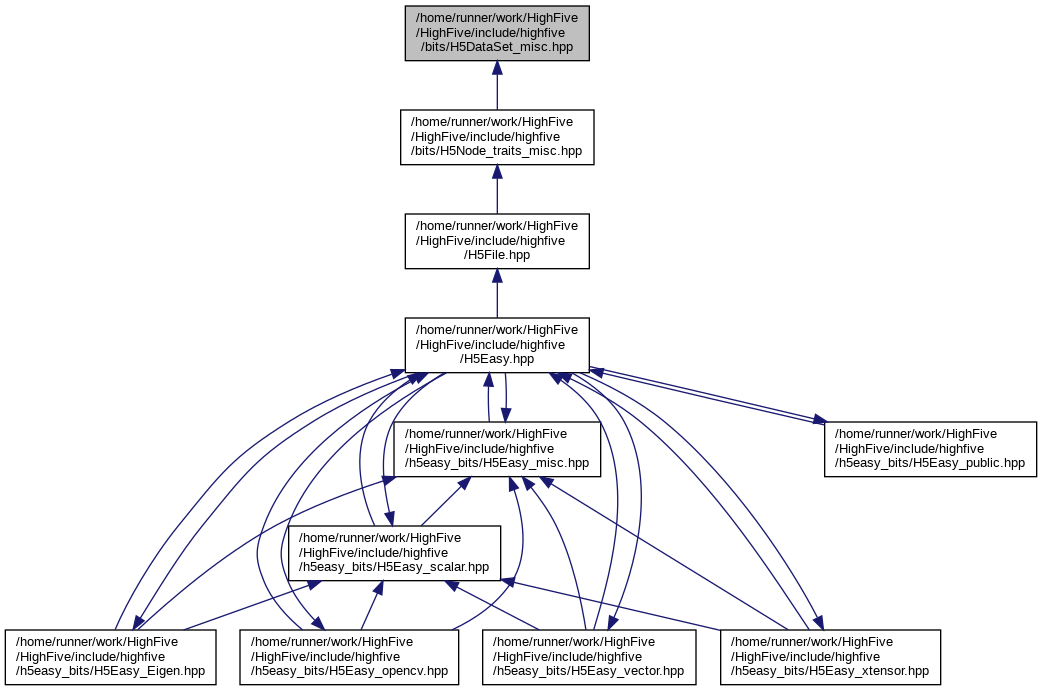 /home/runner/work/HighFive
/HighFive/include/highfive
/bits/H5DataSet_misc.hpp
/home/runner/work/HighFive
/HighFive/include/highfive
/bits/H5Node_traits_misc.hpp
/home/runner/work/HighFive
/HighFive/include/highfive
/H5File.hpp
/home/runner/work/HighFive
/HighFive/include/highfive
/H5Easy.hpp
/home/runner/work/HighFive
/HighFive/include/highfive
/h5easy_bits/H5Easy_misc.hpp
/home/runner/work/HighFive
/HighFive/include/highfive
/h5easy_bits/H5Easy_public.hpp
/home/runner/work/HighFive
/HighFive/include/highfive
/h5easy_bits/H5Easy_scalar.hpp
/home/runner/work/HighFive
/HighFive/include/highfive
/h5easy_bits/H5Easy_Eigen.hpp
/home/runner/work/HighFive
/HighFive/include/highfive
/h5easy_bits/H5Easy_opencv.hpp
/home/runner/work/HighFive
/HighFive/include/highfive
/h5easy_bits/H5Easy_vector.hpp
/home/runner/work/HighFive
/HighFive/include/highfive
/h5easy_bits/H5Easy_xtensor.hpp